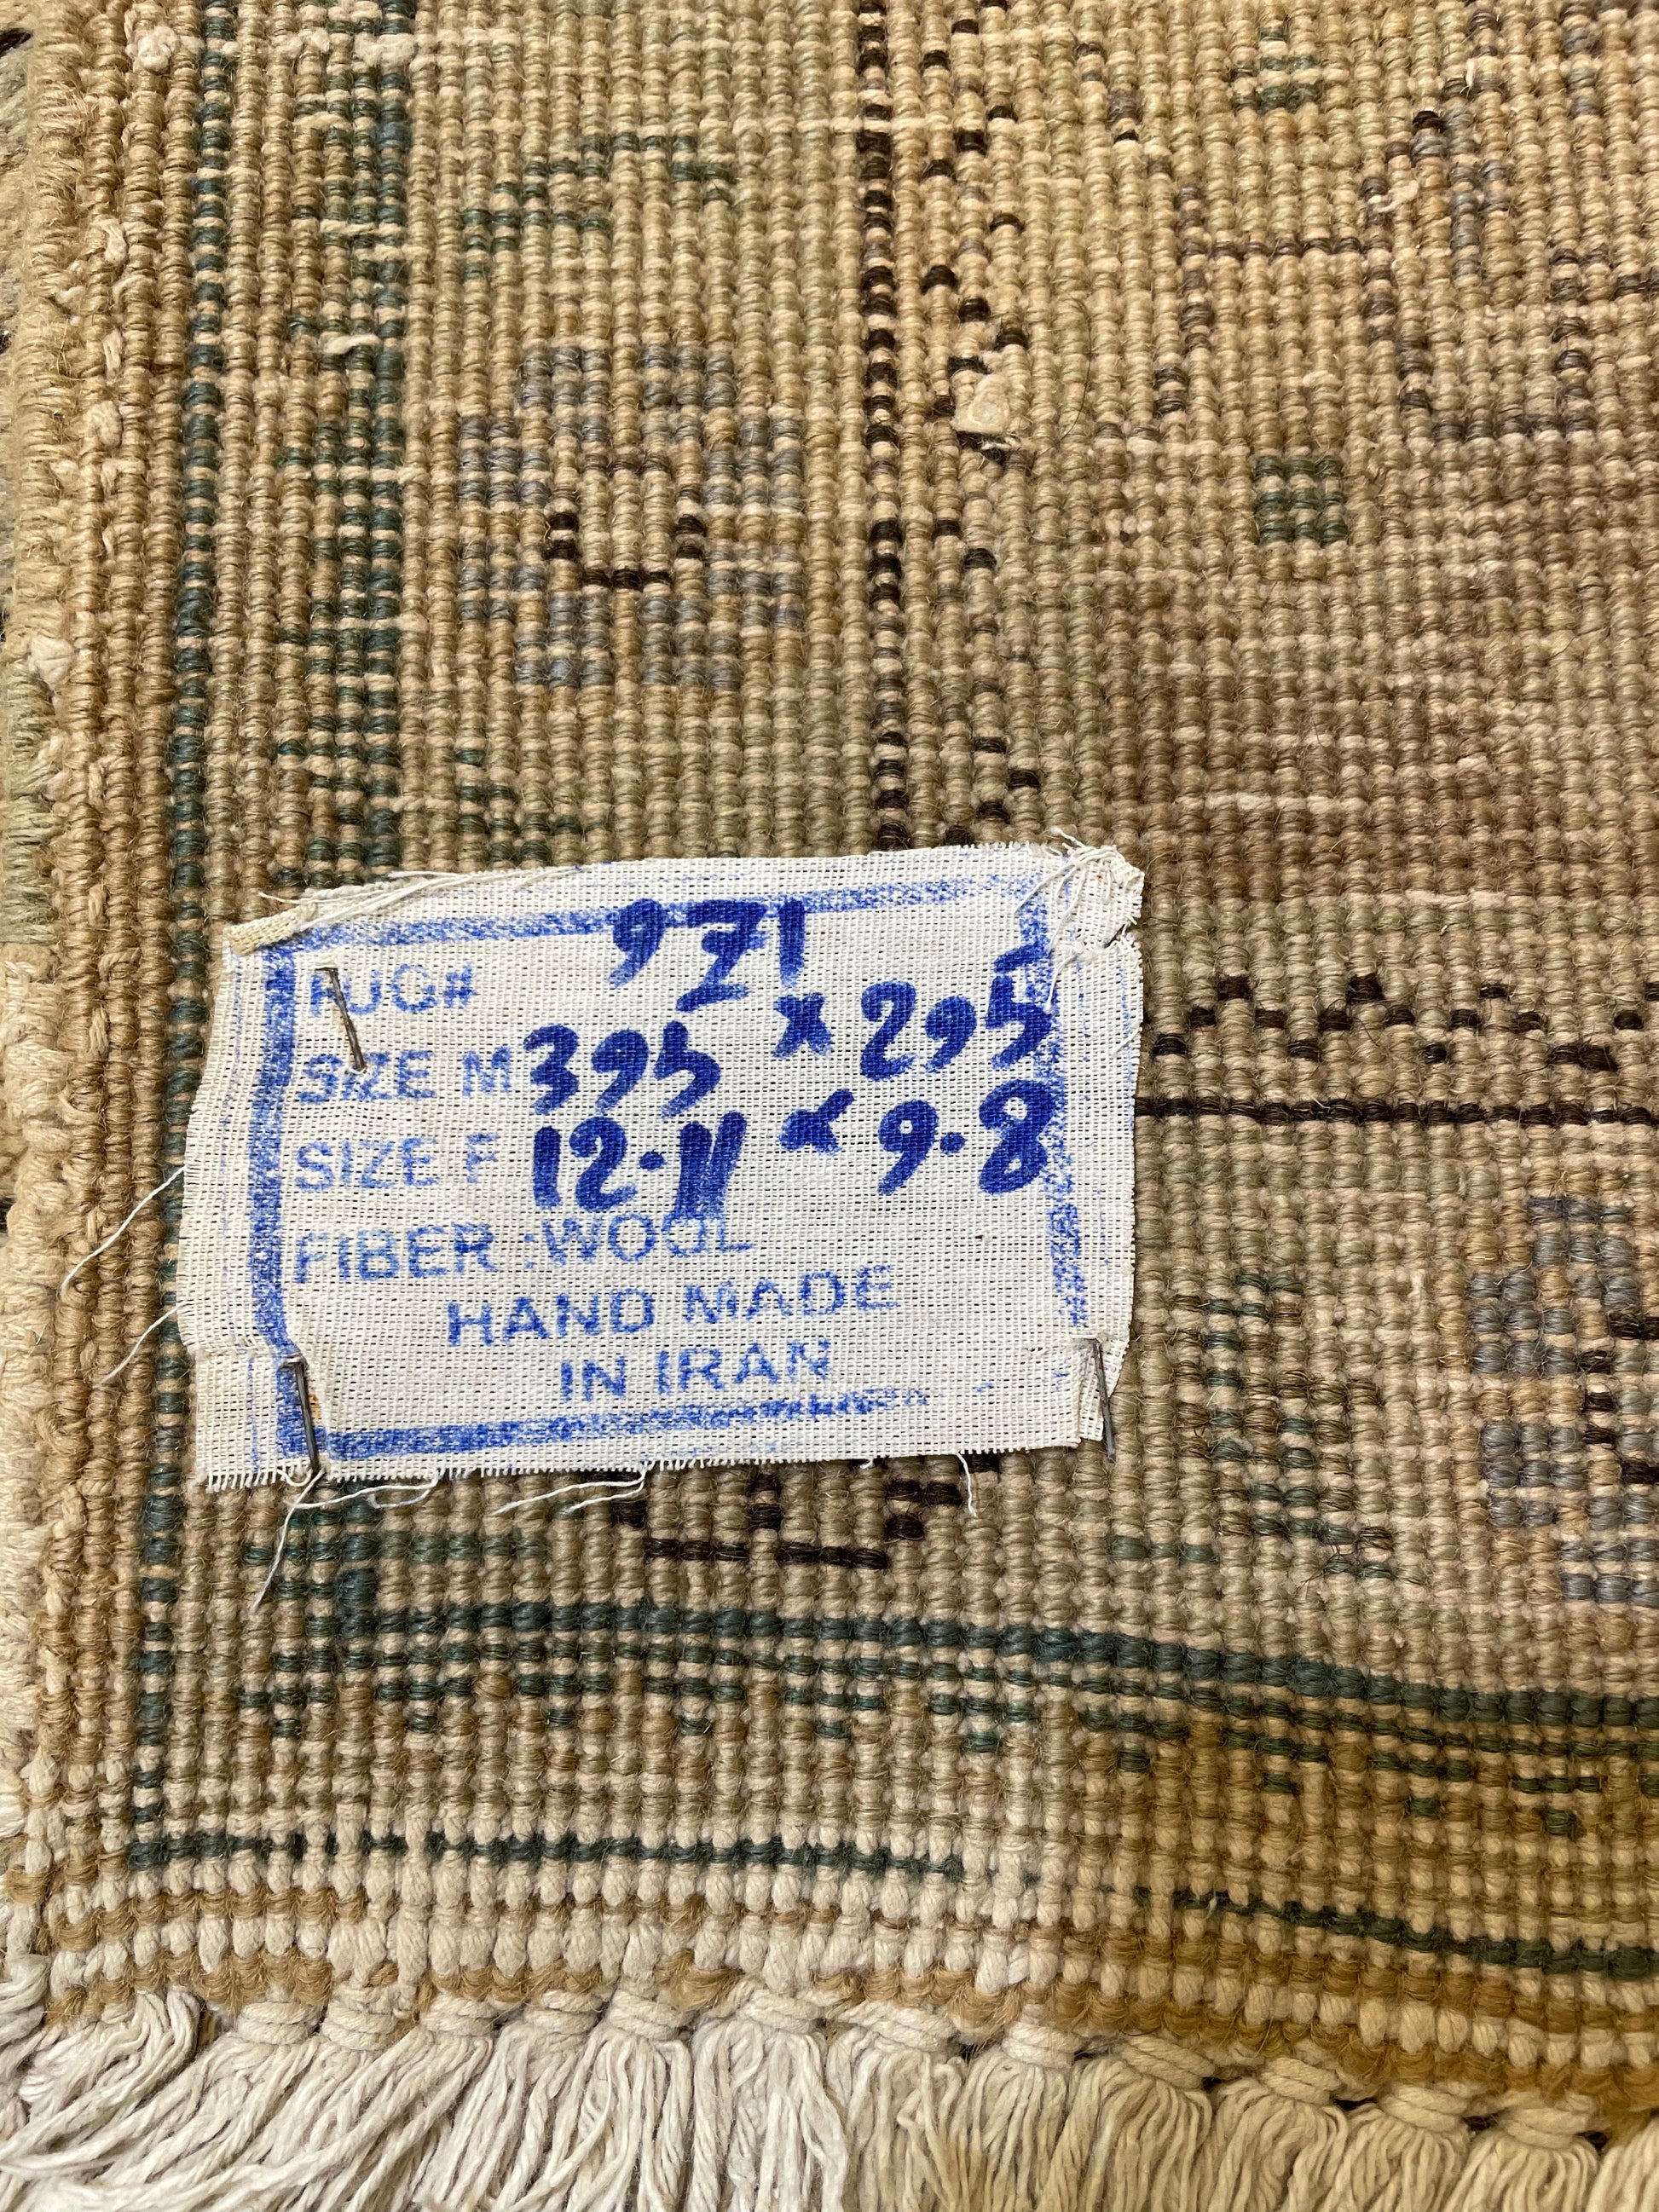 RUG# 971
SIZE M 395 x 295
SIZE F 12.11 x 9.8
FIBER : WOOL
HAND MADE
IN IRAN